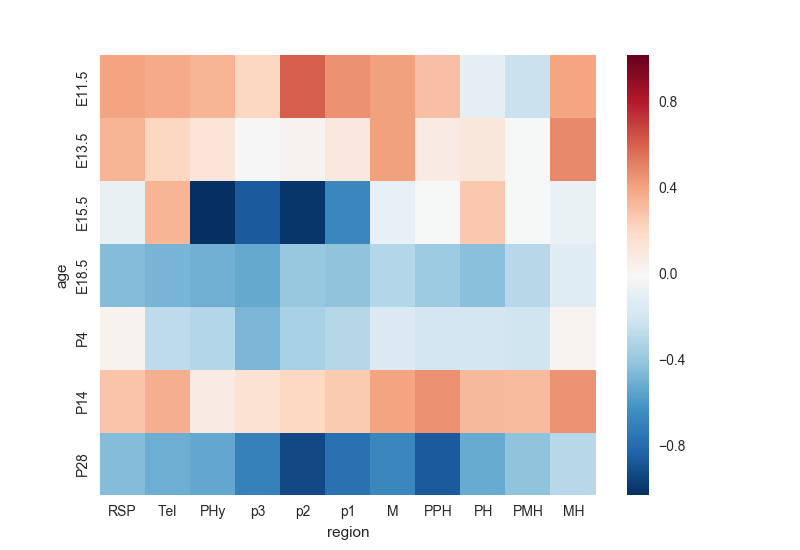 E11.5
E13.5
E15.5
E18.5
P4
P14
P28
age
RSP Tel PHy p3 p2 p1 M PPH PH PMH MH
region
0.8
0.4
0.0
−0.4
−0.8